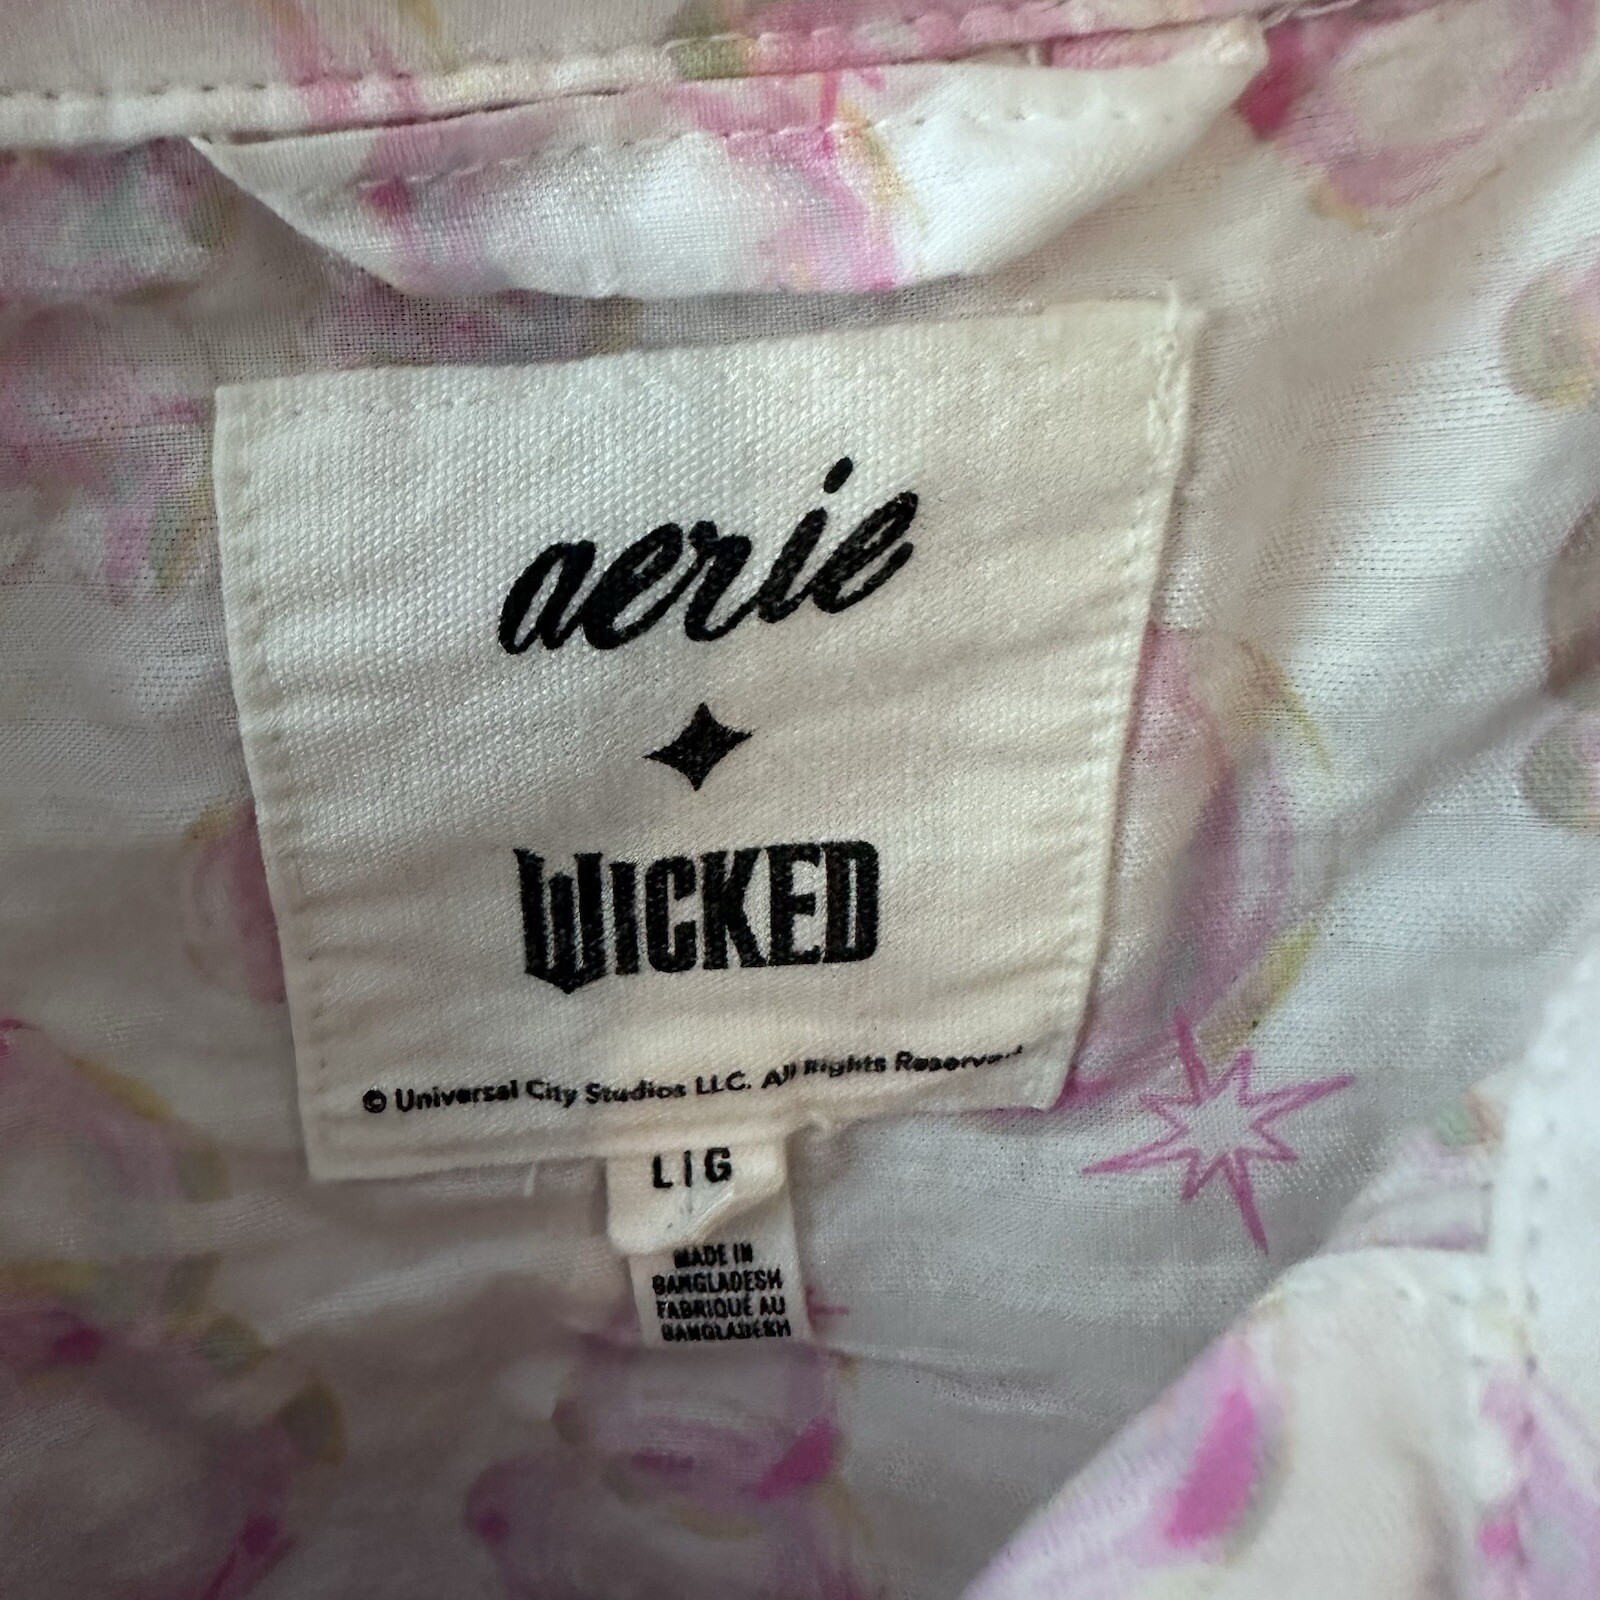 aerie
WICKED
© Universal City Studios LLC. All Rights Reserved
L|G
MADE IN
BANGLADESH
FABRIQUÉ AU
BANGLADESH